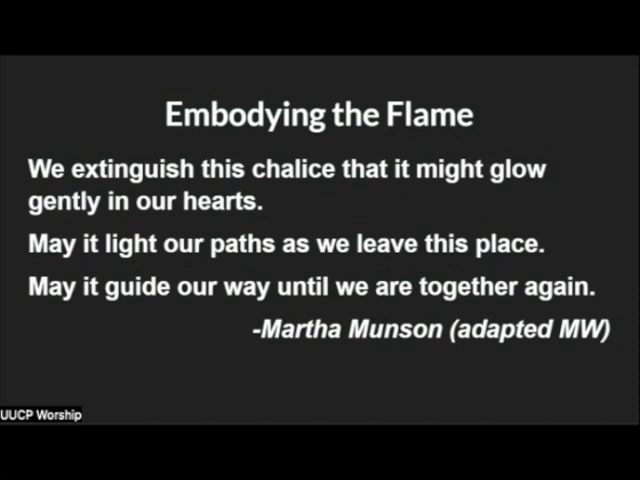 Embodying the Flame
We extinguish this chalice that it might glow
gently in our hearts.
May it light our paths as we leave this place.
May it guide our way until we are together again.
-Martha Munson (adapted MW)
UUCP Worship